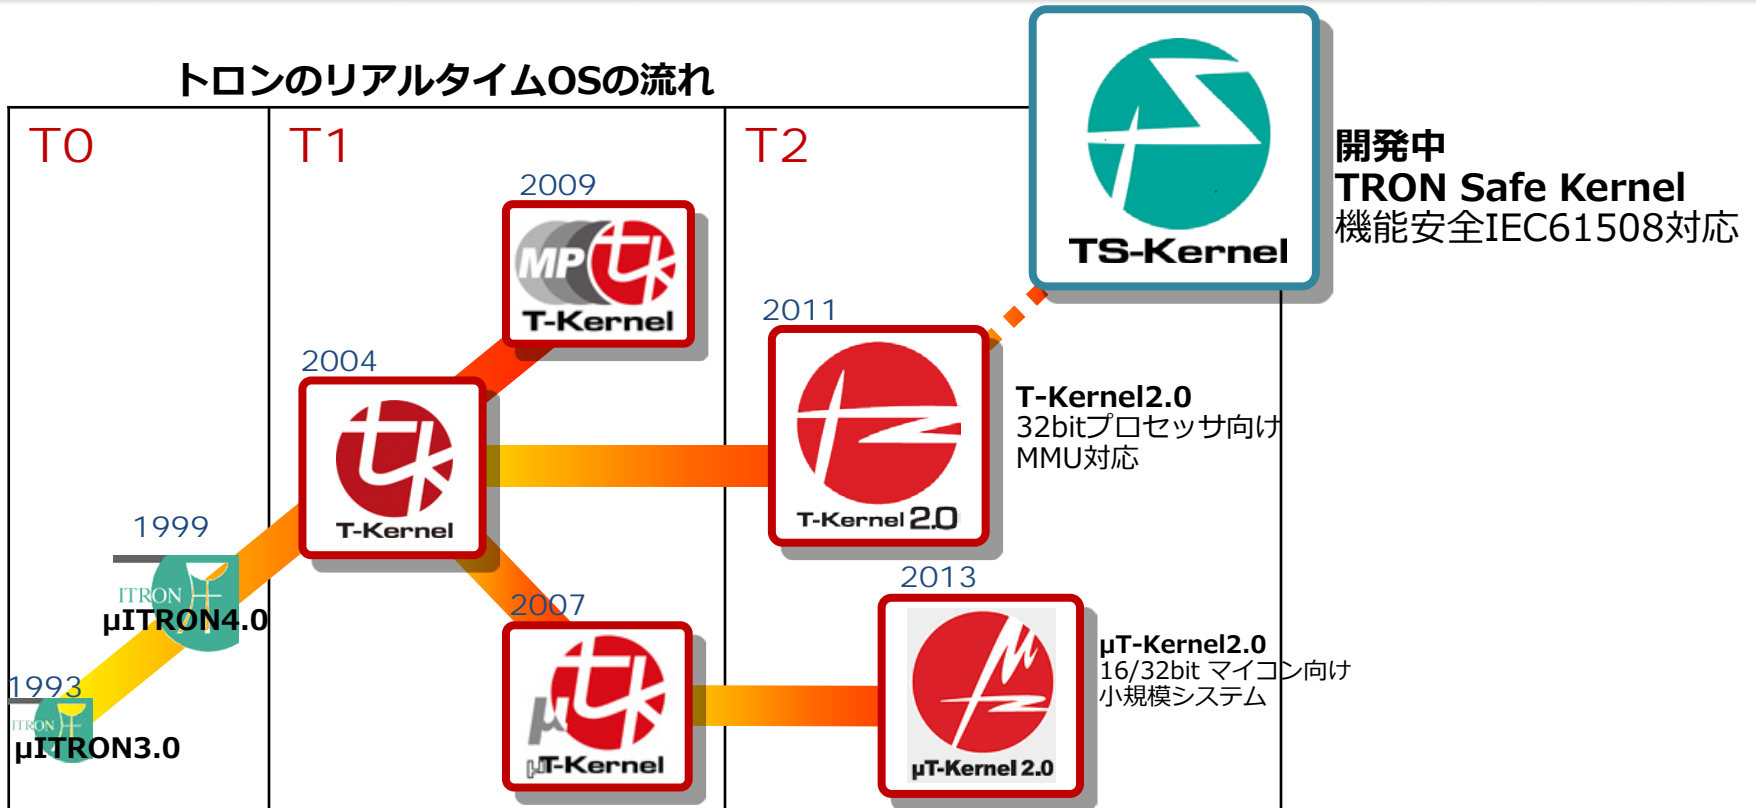 トロンのリアルタイムOSの流れ
T0
T1
T2
TS-Kernel
開発中
TRON Safe Kernel
機能安全IEC61508対応
2009
MP
T-Kernel
2011
T-Kernel 2.0
T-Kernel2.0
32bitプロセッサ向け
MMU対応
2004
T-Kernel
1999
ITRON
μITRON4.0
1993
ITRON
μITRON3.0
2007
μ
μT-Kernel
2013
μT-Kernel 2.0
μT-Kernel2.0
16/32bit マイコン向け
小規模システム